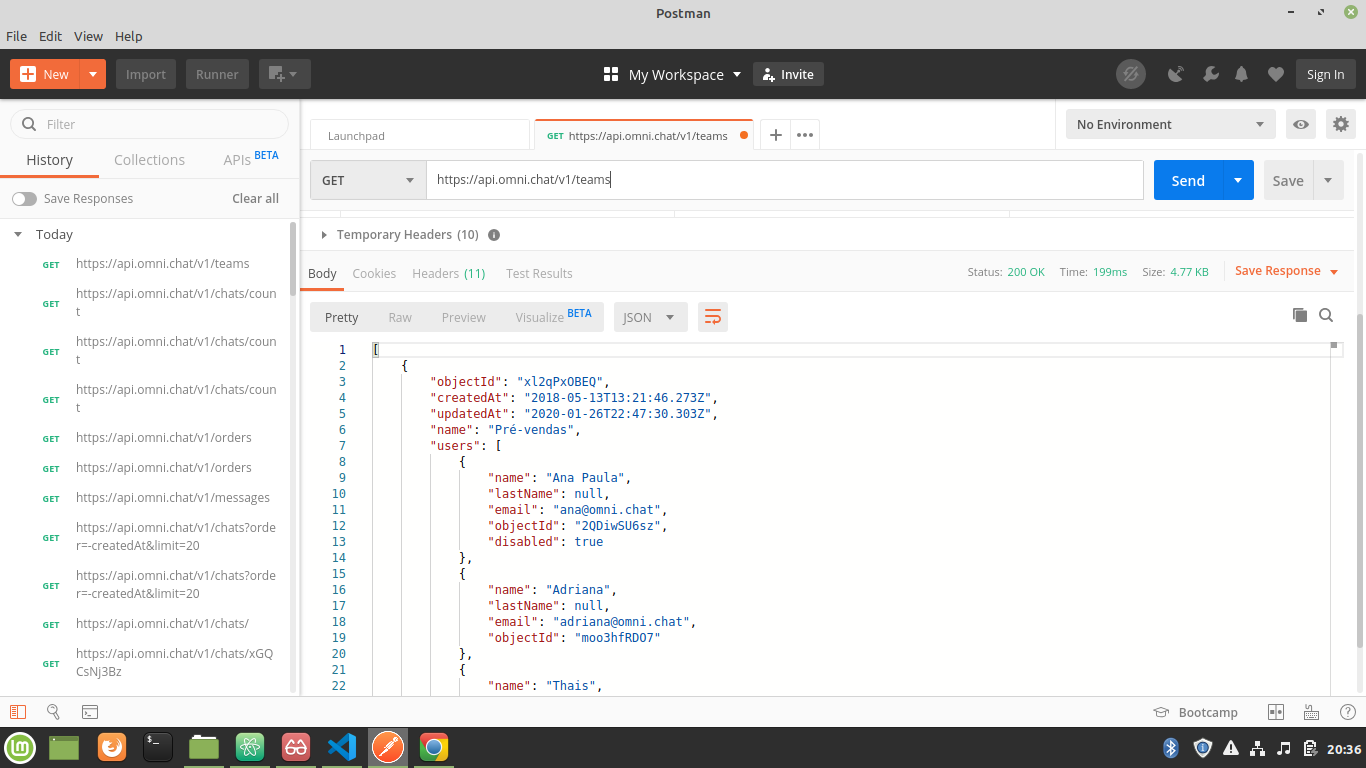 Postman
File Edit View Help
New Import Runner My Workspace Invite Sign In
Filter
History Collections APIs BETA
Save Responses Clear all
Today
GET https://api.omni.chat/v1/teams
GET https://api.omni.chat/v1/chats/coun
t
GET https://api.omni.chat/v1/chats/coun
t
GET https://api.omni.chat/v1/chats/coun
t
GET https://api.omni.chat/v1/orders
GET https://api.omni.chat/v1/orders
GET https://api.omni.chat/v1/messages
GET https://api.omni.chat/v1/chats?orde
r=-createdAt&limit=20
GET https://api.omni.chat/v1/chats?orde
r=-createdAt&limit=20
GET https://api.omni.chat/v1/chats/
GET https://api.omni.chat/v1/chats/xGQ
CsNj3Bz
Launchpad GET https://api.omni.chat/v1/teams No Environment
GET https://api.omni.chat/v1/teams Send Save
Temporary Headers (10)
Body Cookies Headers (11) Test Results Status: 200 OK Time: 199ms Size: 4.77 KB Save Response
Pretty Raw Preview Visualize BETA JSON
1 [
2 {
3 "objectId": "xl2qPxOBEQ",
4 "createdAt": "2018-05-13T13:21:46.273Z",
5 "updatedAt": "2020-01-26T22:47:30.303Z",
6 "name": "Pré-vendas",
7 "users": [
8 {
9 "name": "Ana Paula",
10 "lastName": null,
11 "email": "ana@omni.chat",
12 "objectId": "2QDiwSU6sz",
13 "disabled": true
14 },
15 {
16 "name": "Adriana",
17 "lastName": null,
18 "email": "adriana@omni.chat",
19 "objectId": "moo3hfRDO7"
20 },
21 {
22 "name": "Thais",
Bootcamp
20:36